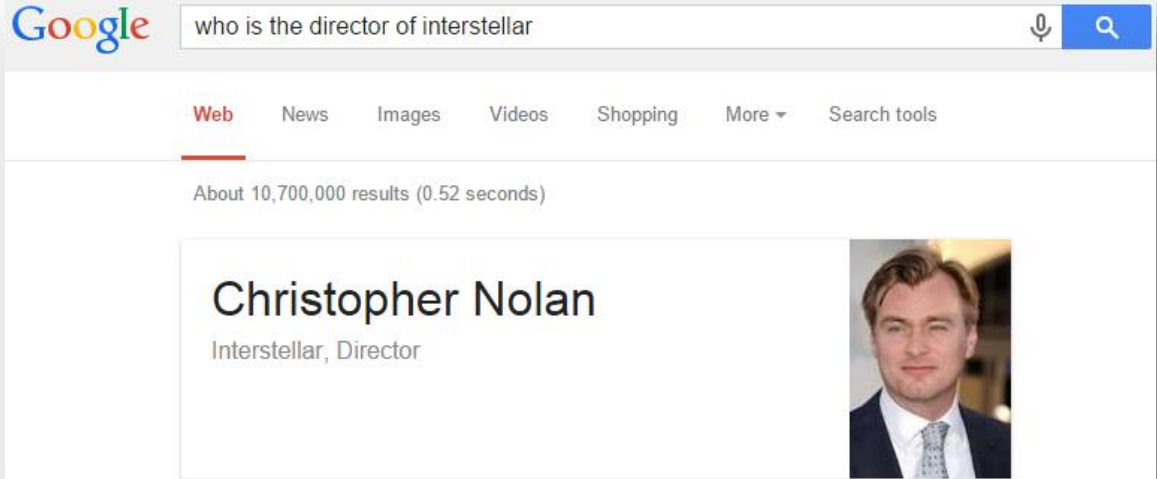 Google who is the director of interstellar
Web News Images Videos Shopping More Search tools
About 10,700,000 results (0.52 seconds)
Christopher Nolan
Interstellar, Director